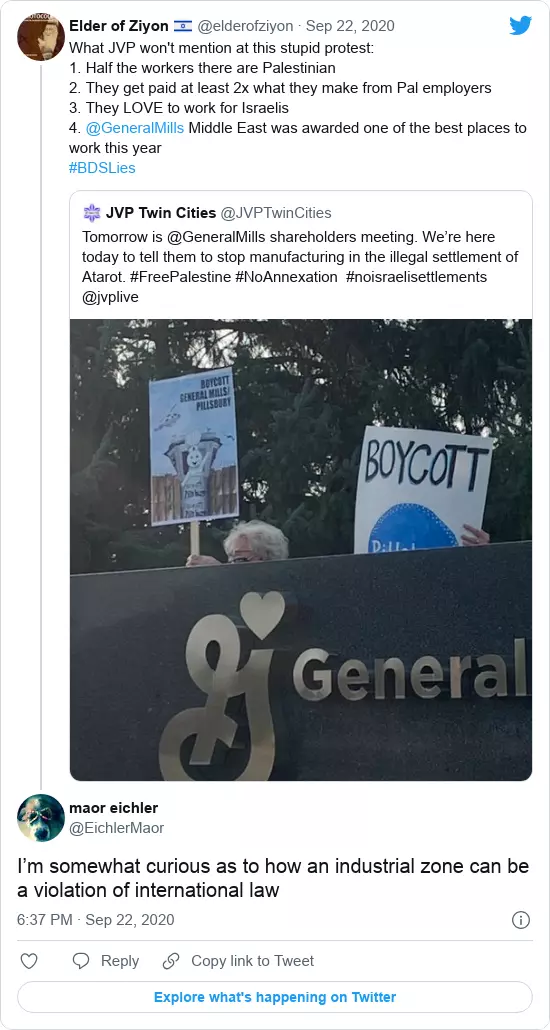 Elder of Ziyon 🇮🇱 @elderofziyon · Sep 22, 2020
What JVP won't mention at this stupid protest:
1. Half the workers there are Palestinian
2. They get paid at least 2x what they make from Pal employers
3. They LOVE to work for Israelis
4. @GeneralMills Middle East was awarded one of the best places to
work this year
#BDSLies
JVP Twin Cities @JVPTwinCities
Tomorrow is @GeneralMills shareholders meeting. We’re here
today to tell them to stop manufacturing in the illegal settlement of
Atarot. #FreePalestine #NoAnnexation #noisraelisettlements
@jvplive
BOYCOTT
GENERAL MILLS/
PILLSBURY
BOYCOTT
General
maor eichler
@EichlerMaor
I’m somewhat curious as to how an industrial zone can be
a violation of international law
6:37 PM · Sep 22, 2020
Reply
Copy link to Tweet
Explore what's happening on Twitter